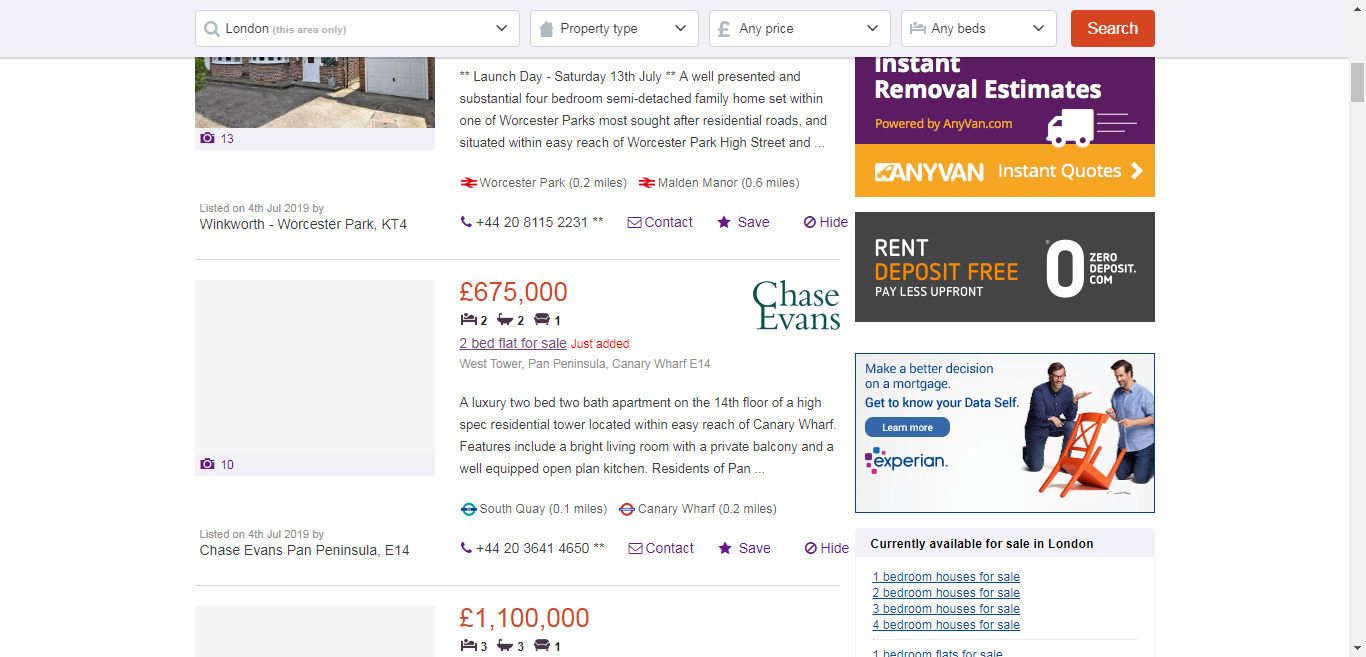 London (this area only)
Property type
Any price
Any beds
Search
13
Listed on 4th Jul 2019 by
Winkworth - Worcester Park, KT4
** Launch Day - Saturday 13th July ** A well presented and
substantial four bedroom semi-detached family home set within
one of Worcester Parks most sought after residential roads, and
situated within easy reach of Worcester Park High Street and ...
Worcester Park (0.2 miles) Malden Manor (0.6 miles)
+44 20 8115 2231 ** Contact Save Hide
10
Listed on 4th Jul 2019 by
Chase Evans Pan Peninsula, E14
£675,000
2 2 1
Chase
Evans
2 bed flat for sale Just added
West Tower, Pan Peninsula, Canary Wharf E14
A luxury two bed two bath apartment on the 14th floor of a high
spec residential tower located within easy reach of Canary Wharf.
Features include a bright living room with a private balcony and a
well equipped open plan kitchen. Residents of Pan ...
South Quay (0.1 miles) Canary Wharf (0.2 miles)
+44 20 3641 4650 ** Contact Save Hide
£1,100,000
3 3 1
Instant
Removal Estimates
Powered by AnyVan.com
ANYVAN Instant Quotes
RENT
DEPOSIT FREE
PAY LESS UPFRONT
0
ZERO
DEPOSIT.
COM
Make a better decision
on a mortgage.
Get to know your Data Self.
Learn more
experian.
Currently available for sale in London
1 bedroom houses for sale
2 bedroom houses for sale
3 bedroom houses for sale
4 bedroom houses for sale
1 bedroom flats for sale